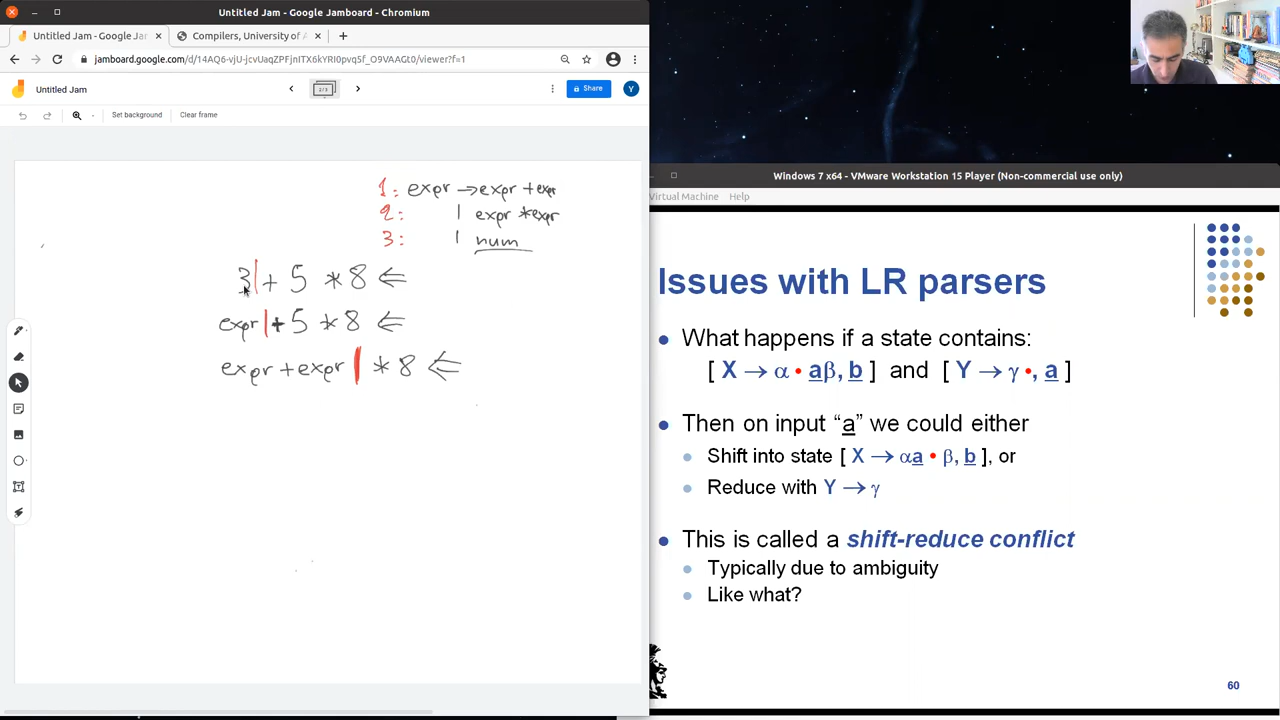 Untitled Jam - Google Jamboard - Chromium
Untitled Jam - Google Jam
Compilers, University of A
jamboard.google.com/d/14AQ6-vjU-jcvUaqZPFjnITX6kYRI0pvq5f_O9VAAGt0/viewer?f=1
Untitled Jam
2/3
Share
Y
Set background
Clear frame
1: expr → expr + expr
2: | expr * expr
3: | num
3 | + 5 * 8 ⇐
expr | + 5 * 8 ⇐
expr + expr | * 8 ⇐
Windows 7 x64 - VMware Workstation 15 Player (Non-commercial use only)
Virtual Machine Help
Issues with LR parsers
What happens if a state contains:
[ X → α • aβ, b ] and [ Y → γ •, a ]
Then on input “a” we could either
Shift into state [ X → αa • β, b ], or
Reduce with Y → γ
This is called a shift-reduce conflict
Typically due to ambiguity
Like what?
60